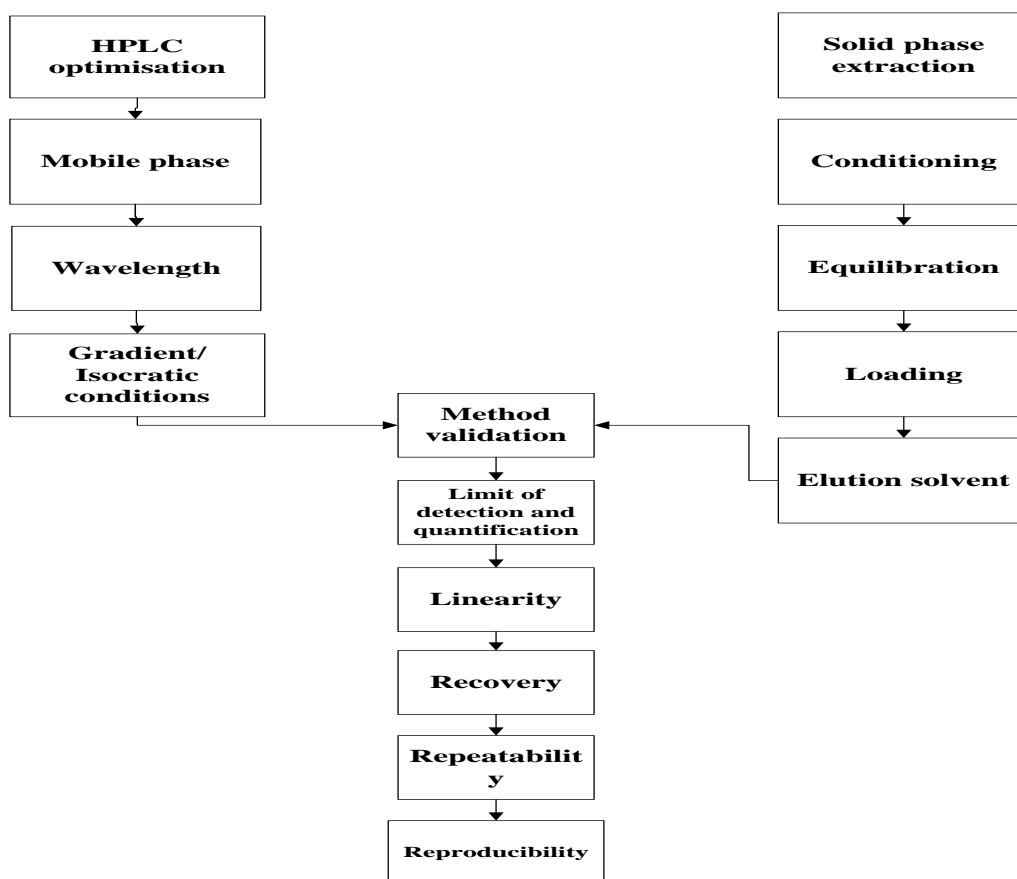 HPLC
optimisation
Mobile phase
Wavelength
Gradient/
Isocratic
conditions
Solid phase
extraction
Conditioning
Equilibration
Loading
Elution solvent
Method
validation
Limit of
detection and
quantification
Linearity
Recovery
Repeatabilit
y
Reproducibility